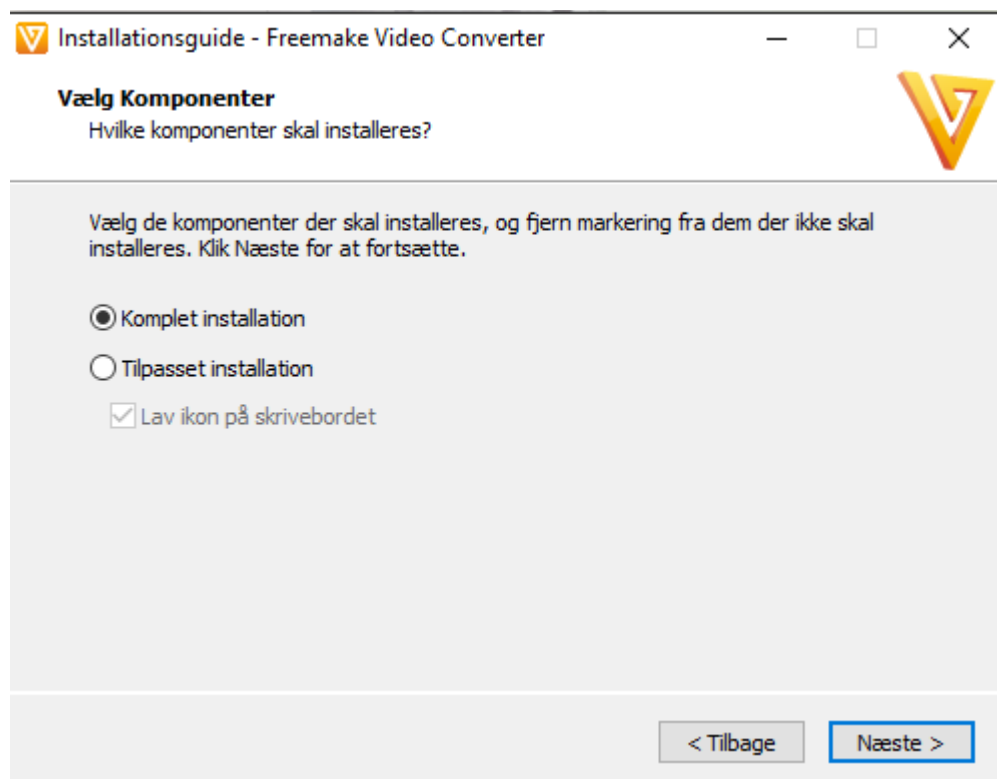 Installationsguide - Freemake Video Converter
Vælg Komponenter
Hvilke komponenter skal installeres?
Vælg de komponenter der skal installeres, og fjern markering fra dem der ikke skal
installeres. Klik Næste for at fortsætte.
Komplet installation
Tilpasset installation
Lav ikon på skrivebordet
< Tilbage
Næste >